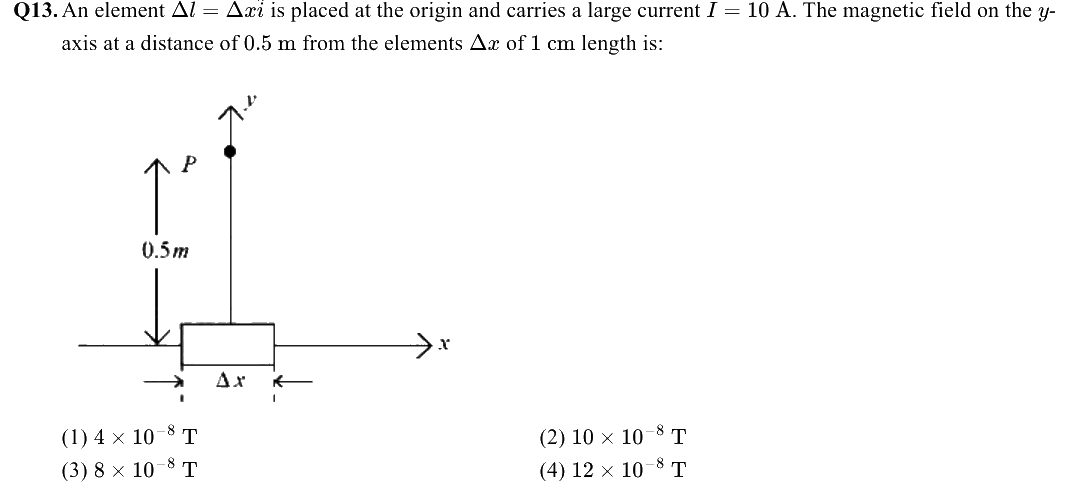 Q13. An element Δl = Δxi⃗ is placed at the origin and carries a large current I = 10 A. The magnetic field on the y-
axis at a distance of 0.5 m from the elements Δx of 1 cm length is:
y
P
0.5m
x
Δx
(1) 4 × 10⁻⁸ T (2) 10 × 10⁻⁸ T
(3) 8 × 10⁻⁸ T (4) 12 × 10⁻⁸ T